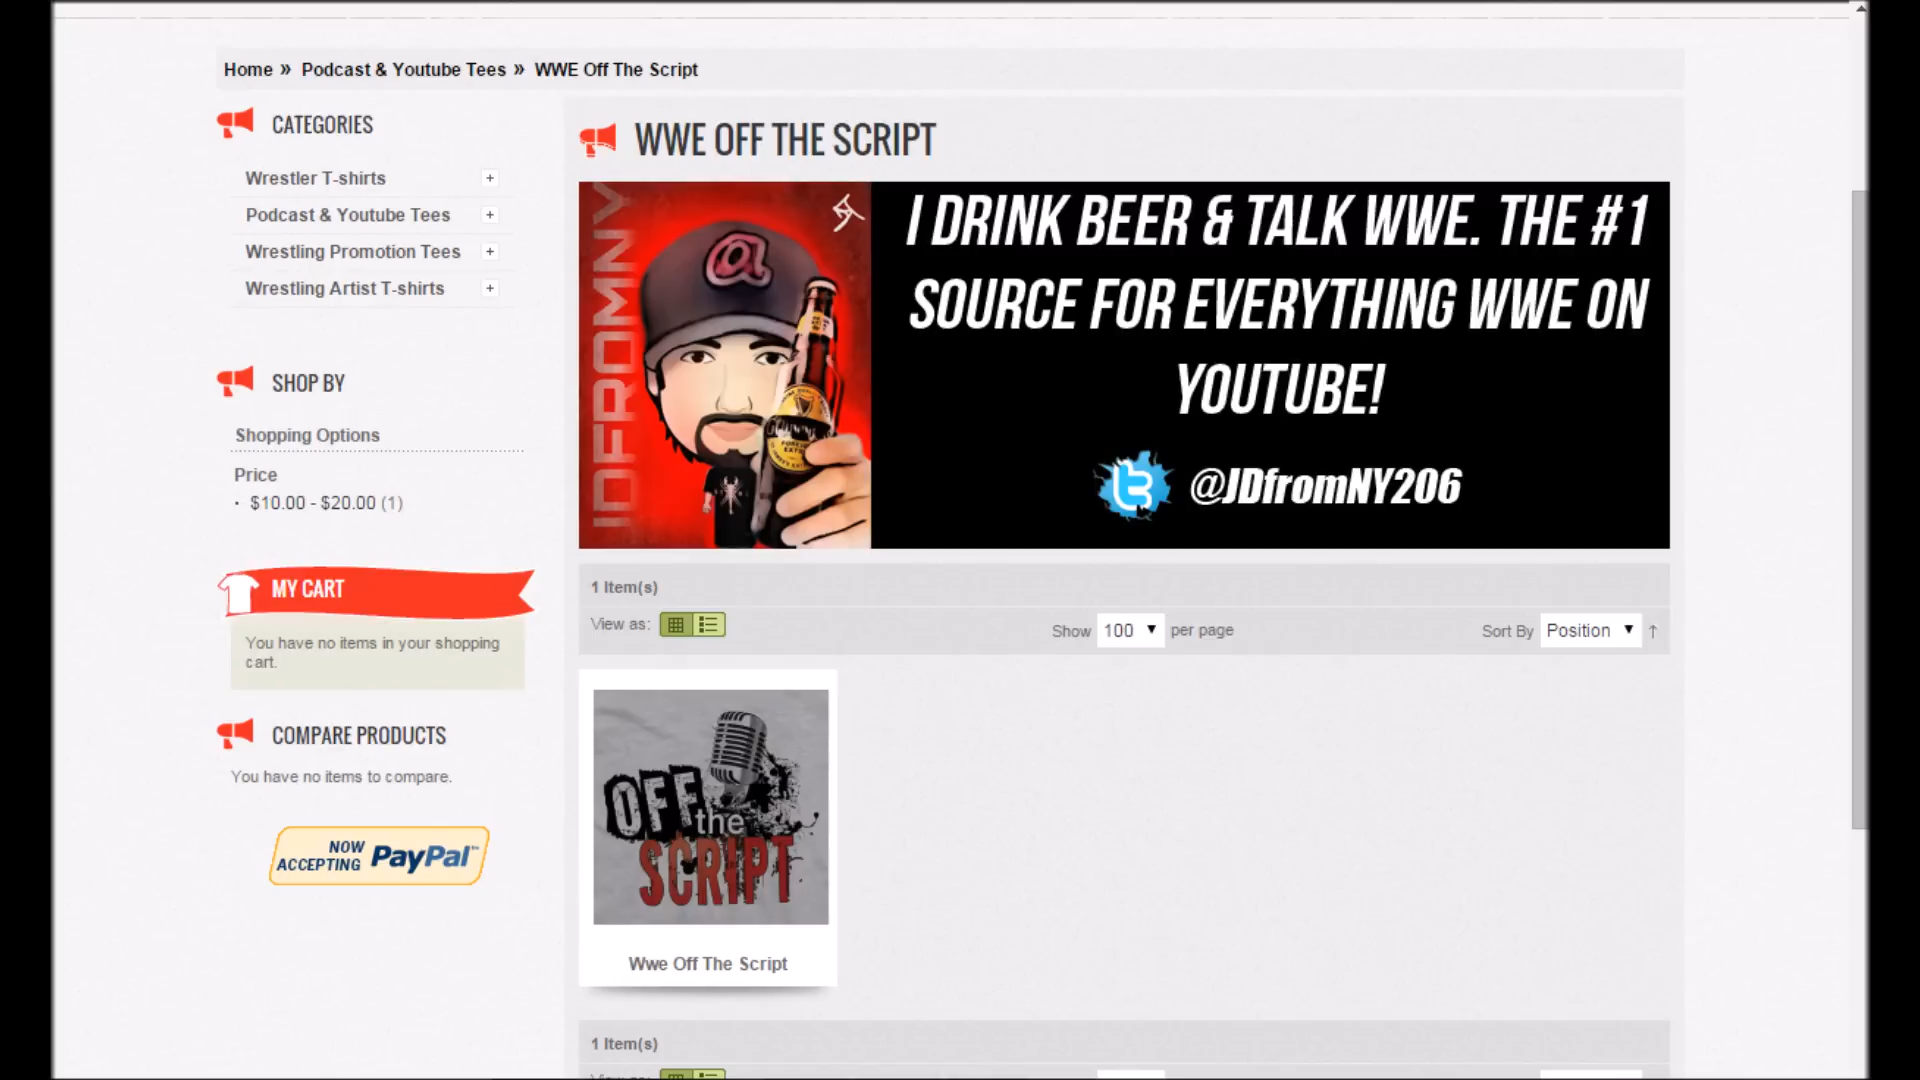 Home » Podcast & Youtube Tees » WWE Off The Script
CATEGORIES
Wrestler T-shirts +
Podcast & Youtube Tees +
Wrestling Promotion Tees +
Wrestling Artist T-shirts +
SHOP BY
Shopping Options
Price
· $10.00 - $20.00 (1)
MY CART
You have no items in your shopping
cart.
COMPARE PRODUCTS
You have no items to compare.
NOW
ACCEPTING PayPal
WWE OFF THE SCRIPT
JDFROMNY
I DRINK BEER & TALK WWE. THE #1
SOURCE FOR EVERYTHING WWE ON
YOUTUBE!
@JDfromNY206
1 Item(s)
View as:
Show 100 ▼ per page
Sort By Position ▼ ↑
OFF
the
SCRIPT
Wwe Off The Script
1 Item(s)
View as: